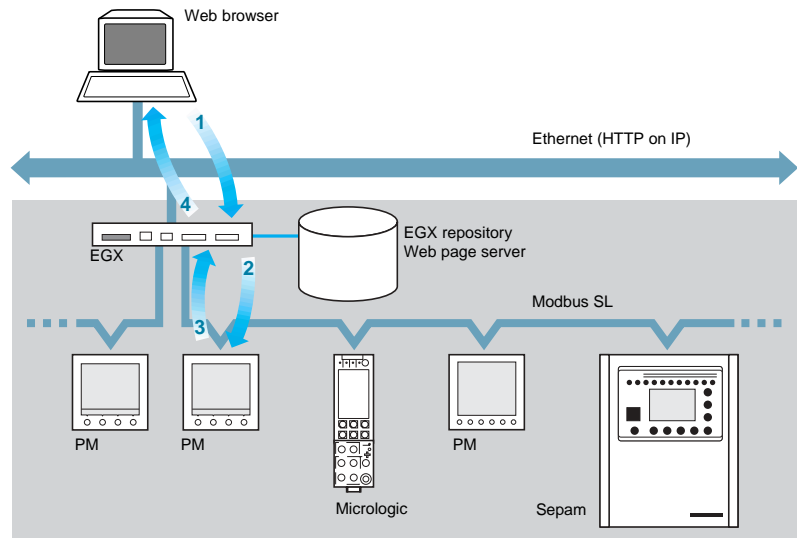 Web browser
1
Ethernet (HTTP on IP)
4
EGX repository
Web page server
EGX
2
3
Modbus SL
PM
PM
PM
Micrologic
Sepam